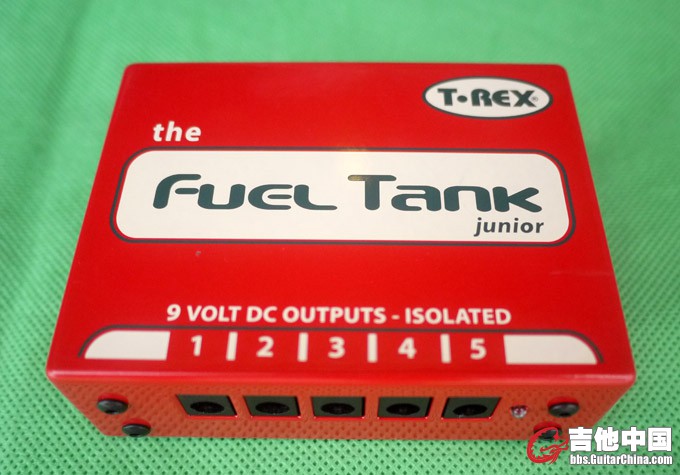 T·REX®
the
Fuel Tank
junior
9 VOLT DC OUTPUTS - ISOLATED
1 | 2 | 3 | 4 | 5
吉他中国
bbs.GuitarChina.com